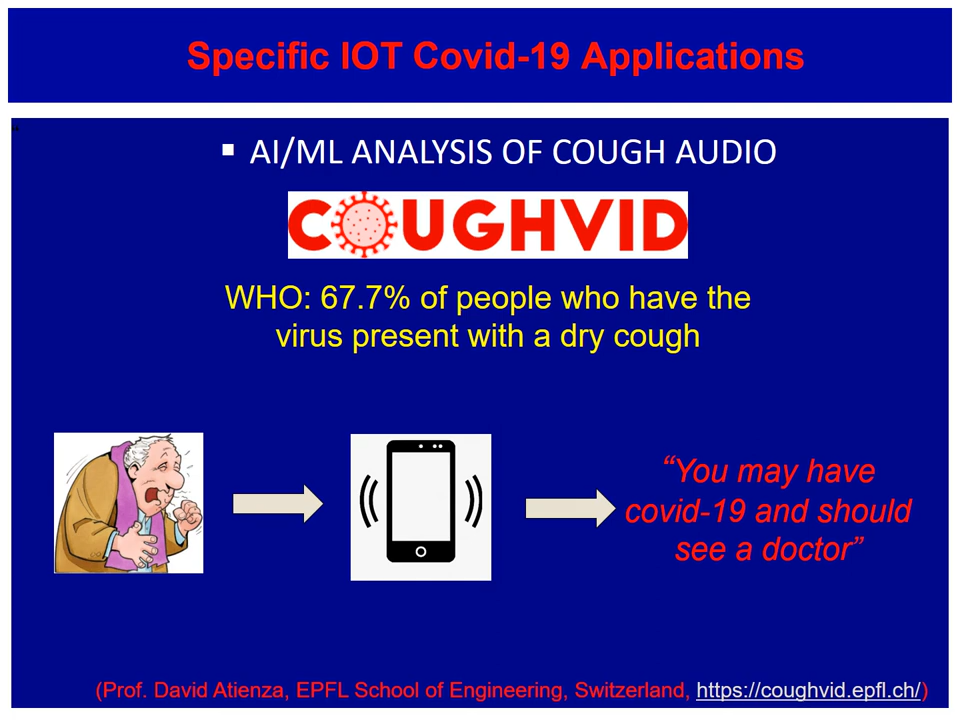 Specific IOT Covid-19 Applications
▪ AI/ML ANALYSIS OF COUGH AUDIO
COUGHVID
WHO: 67.7% of people who have the
virus present with a dry cough
“You may have
covid-19 and should
see a doctor”
(Prof. David Atienza, EPFL School of Engineering, Switzerland, https://coughvid.epfl.ch/)